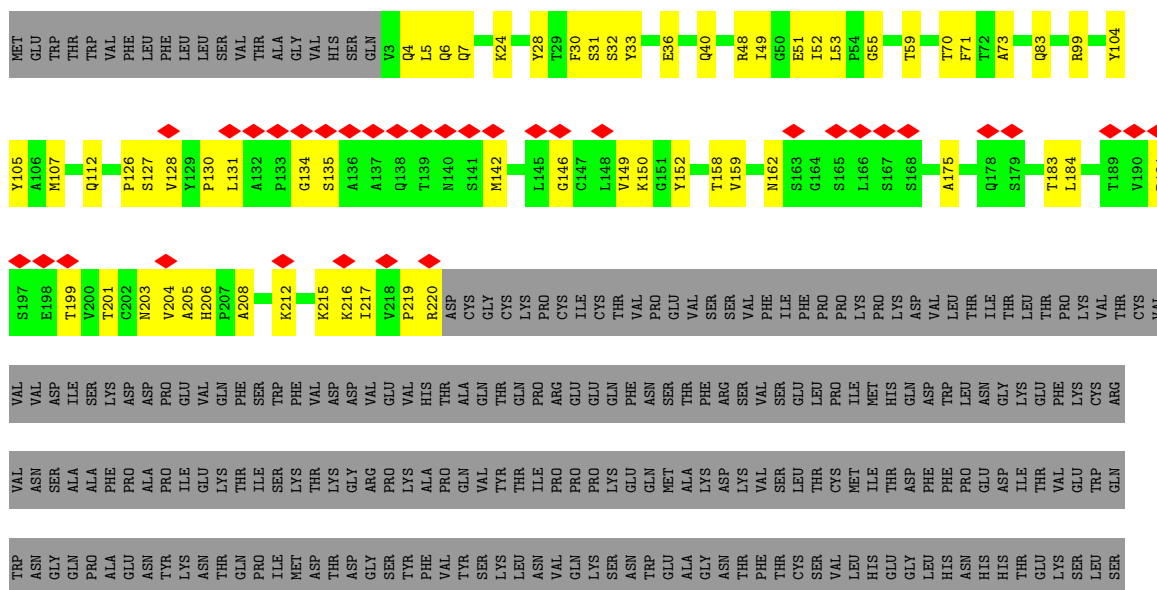 MET GLU TRP THR TRP VAL PHE LEU PHE LEU LEU SER VAL THR ALA GLY VAL HIS SER GLN V3 Q4 L5 Q6 Q7 K24 Y28 T29 F30 S31 S32 Y33 E36 Q40 R48 I49 G50 E51 I52 L53 P54 G55 T59 T70 F71 T72 A73 Q83 R99 Y104
Y105 A106 M107 Q112 P126 S127 V128 Y129 P130 L131 A132 P133 G134 S135 A136 A137 Q138 T139 N140 S141 M142 L145 G146 C147 L148 V149 K150 G151 Y152 T158 V159 N162 S163 G164 S165 L166 S167 S168 A175 Q178 S179 T183 L184 T189 V190
S197 E198 T199 V200 T201 C202 N203 V204 A205 H206 P207 A208 K212 K215 K216 I217 V218 P219 R220 ASP CYS GLY CYS LYS PRO CYS ILE CYS THR VAL PRO GLU VAL SER SER VAL PHE ILE PHE PRO PRO LYS PRO LYS ASP VAL LEU THR ILE THR LEU THR PRO LYS VAL THR CYS VAL
VAL VAL ASP ILE SER LYS ASP ASP PRO GLU VAL GLN PHE SER TRP PHE VAL ASP ASP VAL GLU VAL HIS THR ALA GLN THR GLN PRO ARG GLU GLU GLN PHE ASN SER THR PHE ARG SER VAL SER GLU LEU PRO ILE MET HIS GLN ASP TRP LEU ASN GLY LYS GLU PHE LYS CYS ARG
VAL ASN SER ALA ALA PHE PRO ALA PRO ILE GLU LYS THR ILE SER LYS THR LYS GLY ARG PRO LYS ALA PRO GLN VAL TYR THR ILE PRO PRO PRO LYS GLU GLN MET ALA LYS ASP LYS VAL SER LEU THR CYS MET ILE THR ASP PHE PHE PRO GLU ASP ILE THR VAL GLU TRP GLN
TRP ASN GLY GLN PRO ALA GLU ASN TYR LYS ASN THR GLN PRO ILE MET ASP THR ASP GLY SER TYR PHE VAL TYR SER LYS LEU ASN VAL GLN LYS SER ASN TRP GLU ALA GLY ASN THR PHE THR CYS SER VAL LEU HIS GLU GLY LEU HIS ASN HIS HIS THR GLU LYS SER LEU SER